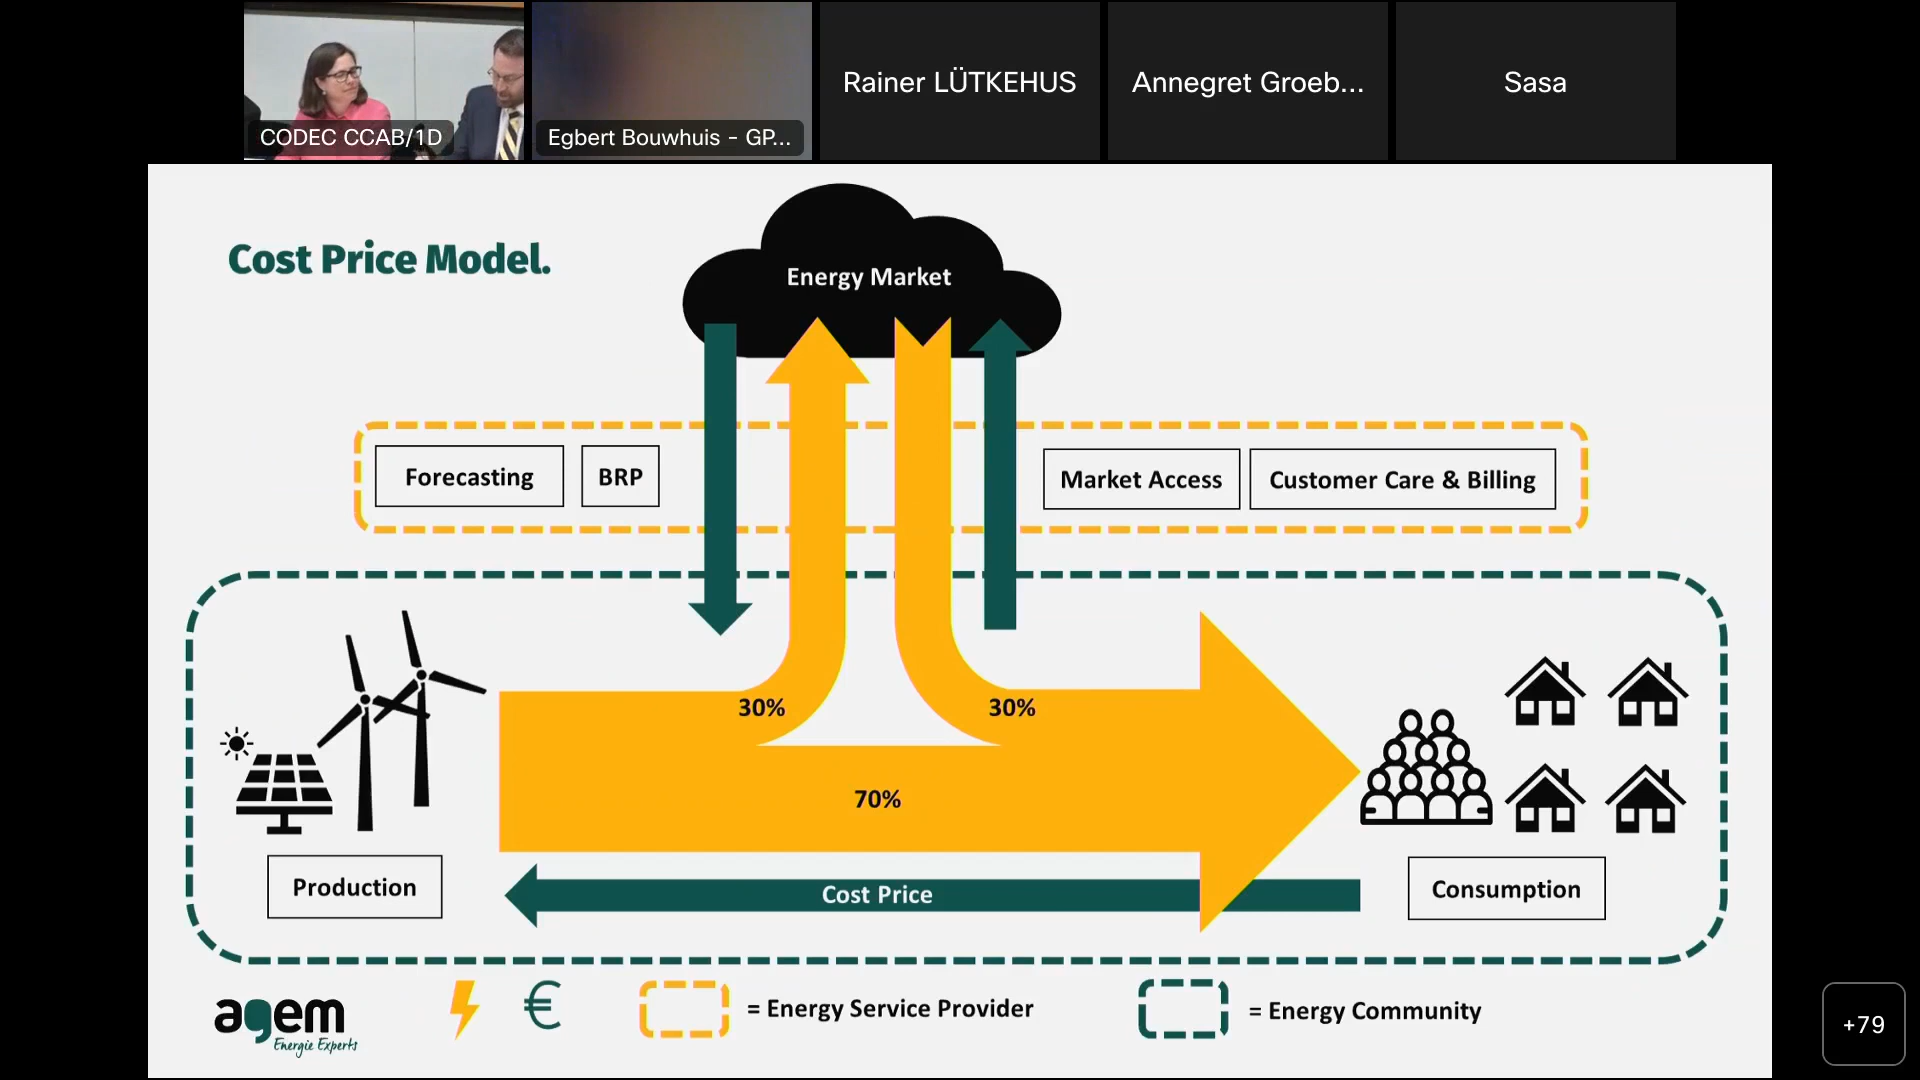 CODEC CCAB/1D
Egbert Bouwhuis - GP...
Rainer LÜTKEHUS
Annegret Groeb...
Sasa
Cost Price Model.
Energy Market
Forecasting
BRP
Market Access
Customer Care & Billing
30%
30%
70%
Production
Cost Price
Consumption
agem
Energie Experts
€
= Energy Service Provider
= Energy Community
+79